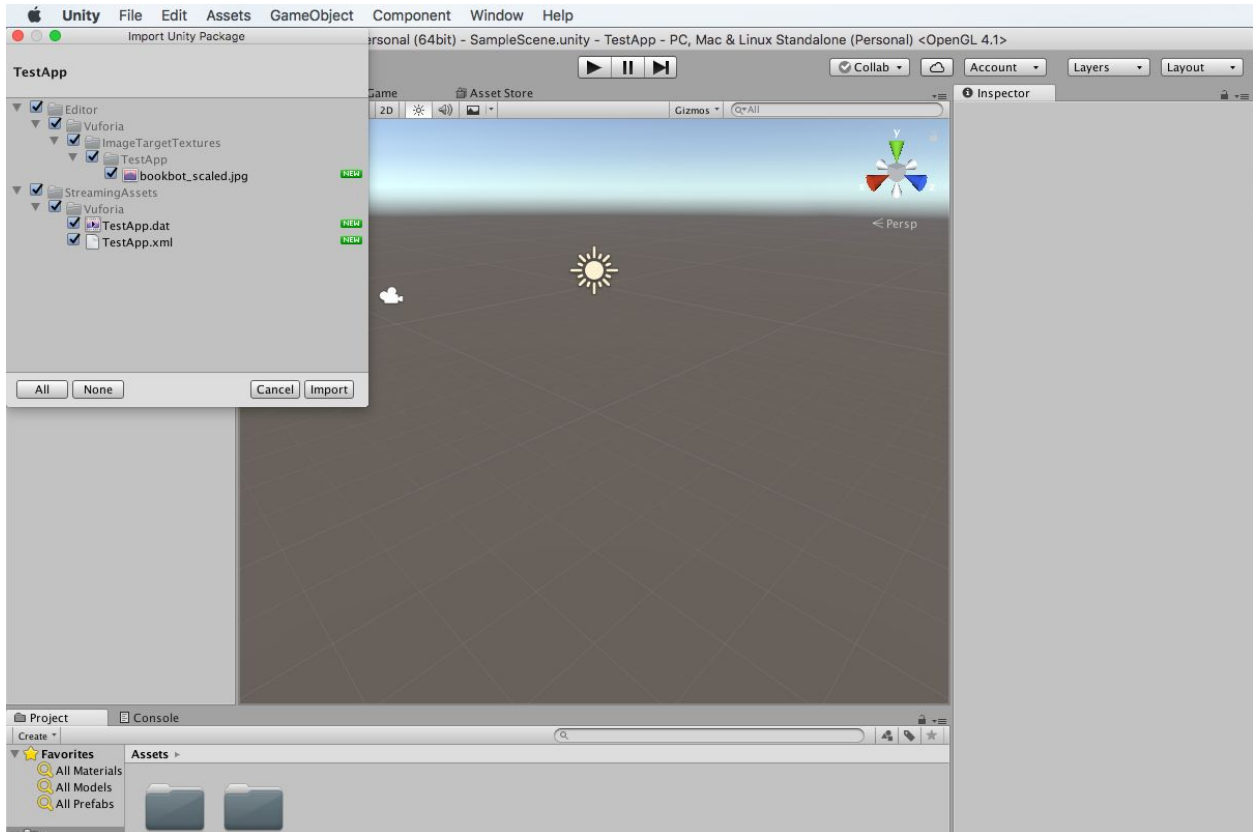 Unity File Edit Assets GameObject Component Window Help
Import Unity Package
ersonal (64bit) - SampleScene.unity - TestApp - PC, Mac & Linux Standalone (Personal) <OpenGL 4.1>
TestApp
Collab Account Layers Layout
Game Asset Store Inspector
2D Gizmos All
Editor
Vuforia
ImageTargetTextures
TestApp
bookbot_scaled.jpg NEW
StreamingAssets
Vuforia
TestApp.dat NEW
TestApp.xml NEW
y
x z
Persp
All None Cancel Import
Project Console
Create
Favorites Assets
All Materials
All Models
All Prefabs